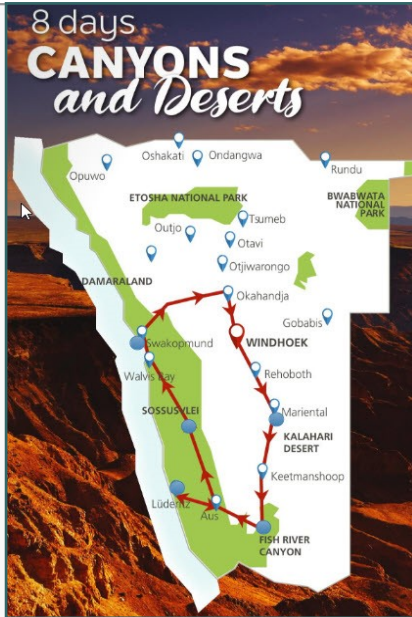 8 days
CANYONS
and Deserts
Oshakati
Ondangwa
Opuwo
Rundu
ETOSHA NATIONAL PARK
BWABWATA
NATIONAL
PARK
Tsumeb
Outjo
Otavi
Otjiwarongo
DAMARALAND
Okahandja
Gobabis
Swakopmund
WINDHOEK
Walvis Bay
Rehoboth
SOSSUSVLEI
Mariental
KALAHARI
DESERT
Keetmanshoop
Lüderitz
Aus
FISH RIVER
CANYON